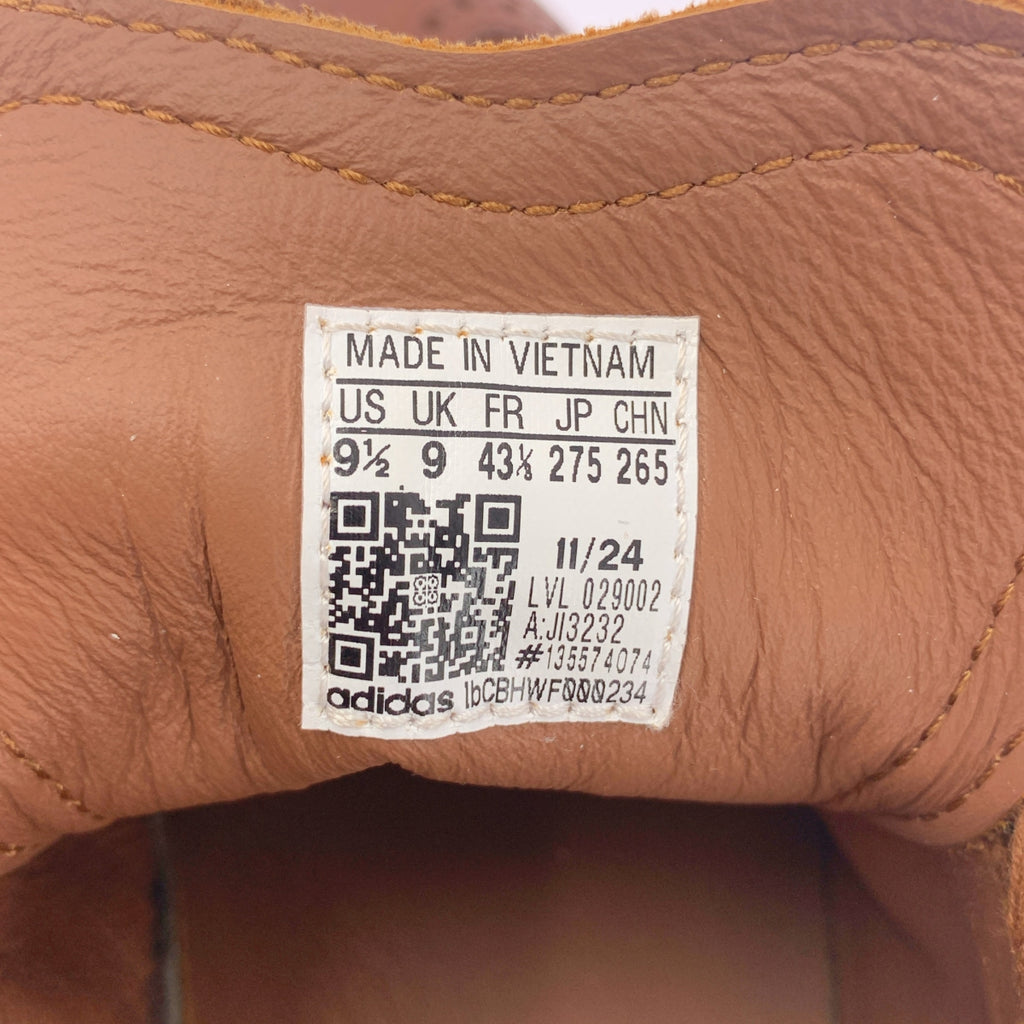 MADE IN VIETNAM
US UK FR JP CHN
9½ 9 43⅓ 275 265
11/24
LVL 029002
A:JI3232
#135574074
adidas 1bCBHWF000234